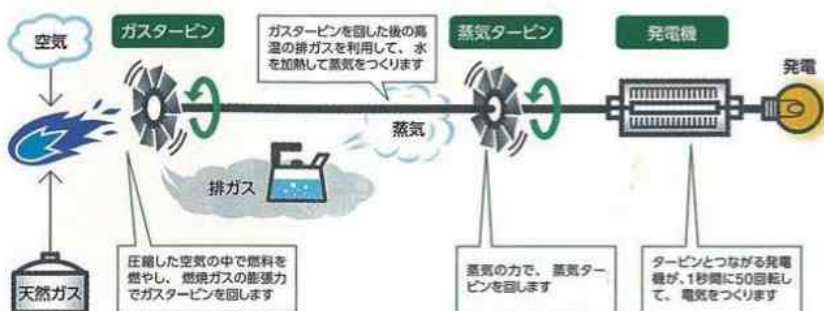 空気
ガスタービン
ガスタービンを回した後の高
温の排ガスを利用して、水
を加熱して蒸気をつくります
蒸気タービン
発電機
発電
蒸気
排ガス
天然ガス
圧縮した空気の中で燃料を
燃やし、燃焼ガスの膨張力
でガスタービンを回します
蒸気の力で、蒸気ター
ビンを回します
タービンとつながる発電
機が、1秒間に50回転し
て、電気をつくります